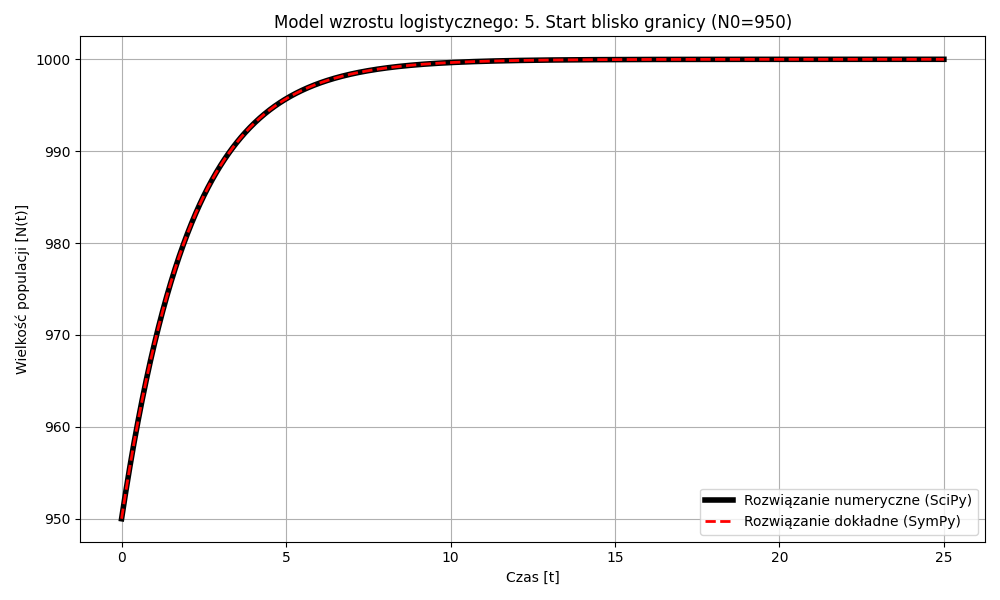 Model wzrostu logistycznego: 5. Start blisko granicy (N0=950)
Wielkość populacji [N(t)]
1000
990
980
970
960
950
0 5 10 15 20 25
Czas [t]
Rozwiązanie numeryczne (SciPy)
Rozwiązanie dokładne (SymPy)